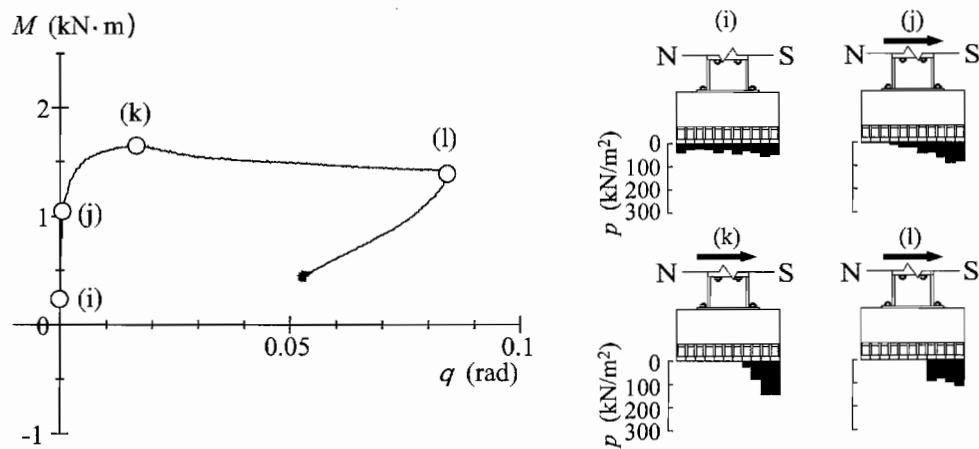 M (kN·m)
2
1
0
-1
(k)
(l)
(j)
(i)
0.05
0.1
q (rad)
(i)
(j)
N
S
N
S
0
100
200
300
p (kN/m²)
(k)
(l)
N
S
N
S
0
100
200
300
p (kN/m²)